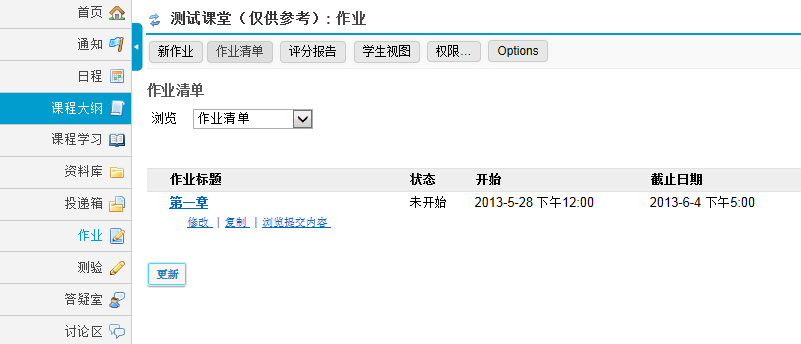 首页
通知
日程
课程大纲
课程学习
资料库
投递箱
作业
测验
答疑室
讨论区
测试课堂（仅供参考）: 作业
新作业 作业清单 评分报告 学生视图 权限... Options
作业清单
浏览 作业清单
作业标题 状态 开始 截止日期
第一章 未开始 2013-5-28 下午12:00 2013-6-4 下午5:00
修改 | 复制 | 浏览提交内容
更新